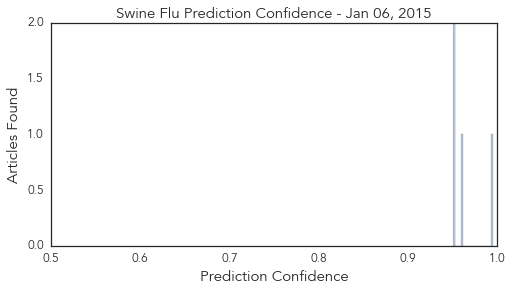 Swine Flu Prediction Confidence - Jan 06, 2015
2.0
1.5
1.0
0.5
0.0
Articles Found
0.5 0.6 0.7 0.8 0.9 1.0
Prediction Confidence